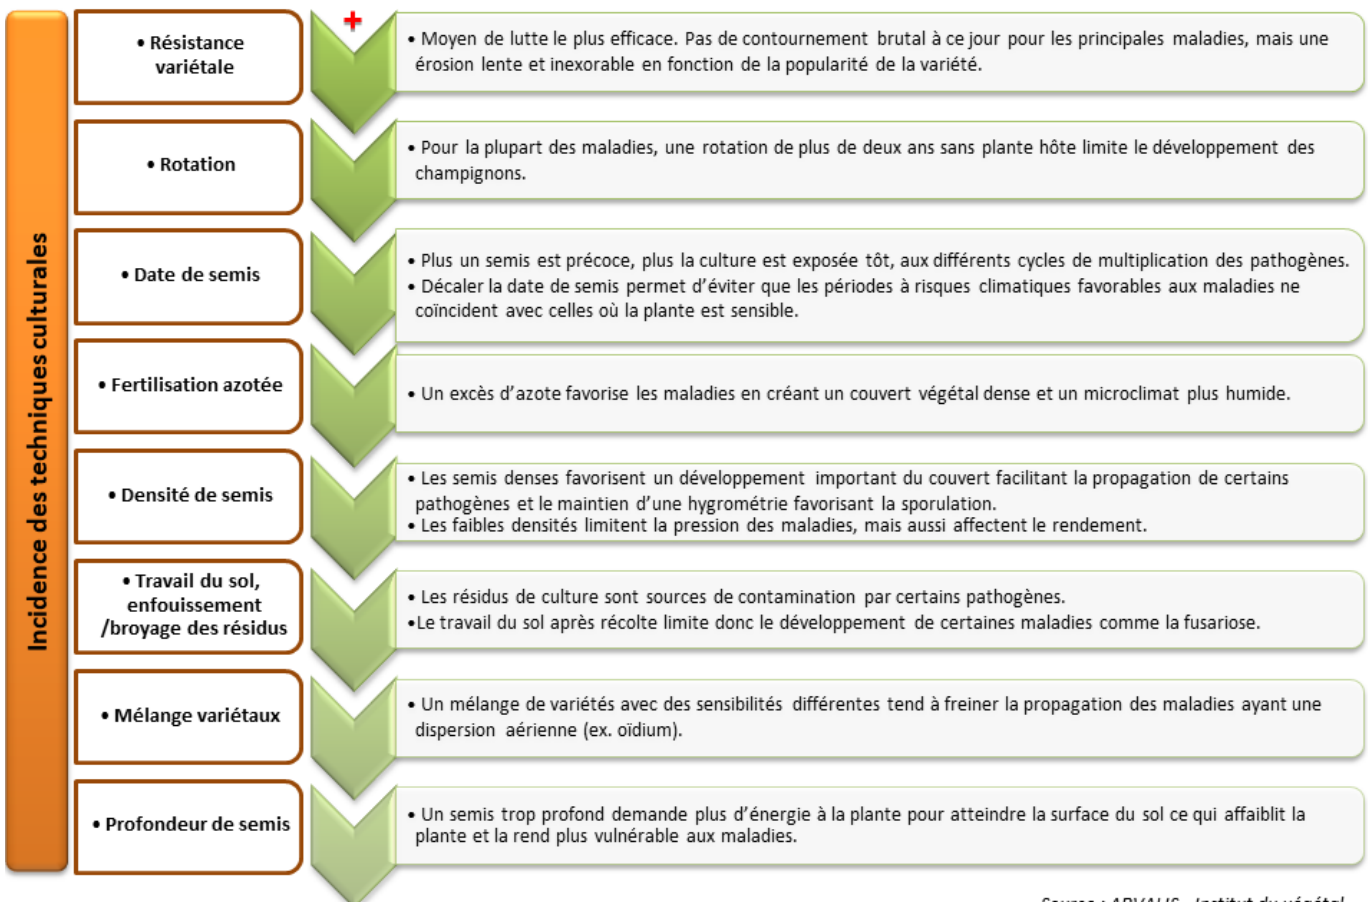 Incidence des techniques culturales
+
• Résistance
variétale
• Moyen de lutte le plus efficace. Pas de contournement brutal à ce jour pour les principales maladies, mais une
érosion lente et inexorable en fonction de la popularité de la variété.
• Rotation
• Pour la plupart des maladies, une rotation de plus de deux ans sans plante hôte limite le développement des
champignons.
• Date de semis
• Plus un semis est précoce, plus la culture est exposée tôt, aux différents cycles de multiplication des pathogènes.
• Décaler la date de semis permet d'éviter que les périodes à risques climatiques favorables aux maladies ne
coïncident avec celles où la plante est sensible.
• Fertilisation azotée
• Un excès d'azote favorise les maladies en créant un couvert végétal dense et un microclimat plus humide.
• Densité de semis
• Les semis denses favorisent un développement important du couvert facilitant la propagation de certains
pathogènes et le maintien d'une hygrométrie favorisant la sporulation.
• Les faibles densités limitent la pression des maladies, mais aussi affectent le rendement.
• Travail du sol,
enfouissement
/broyage des résidus
• Les résidus de culture sont sources de contamination par certains pathogènes.
•Le travail du sol après récolte limite donc le développement de certaines maladies comme la fusariose.
• Mélange variétaux
• Un mélange de variétés avec des sensibilités différentes tend à freiner la propagation des maladies ayant une
dispersion aérienne (ex. oïdium).
• Profondeur de semis
• Un semis trop profond demande plus d'énergie à la plante pour atteindre la surface du sol ce qui affaiblit la
plante et la rend plus vulnérable aux maladies.
Source : ARVALIS - Institut du végétal